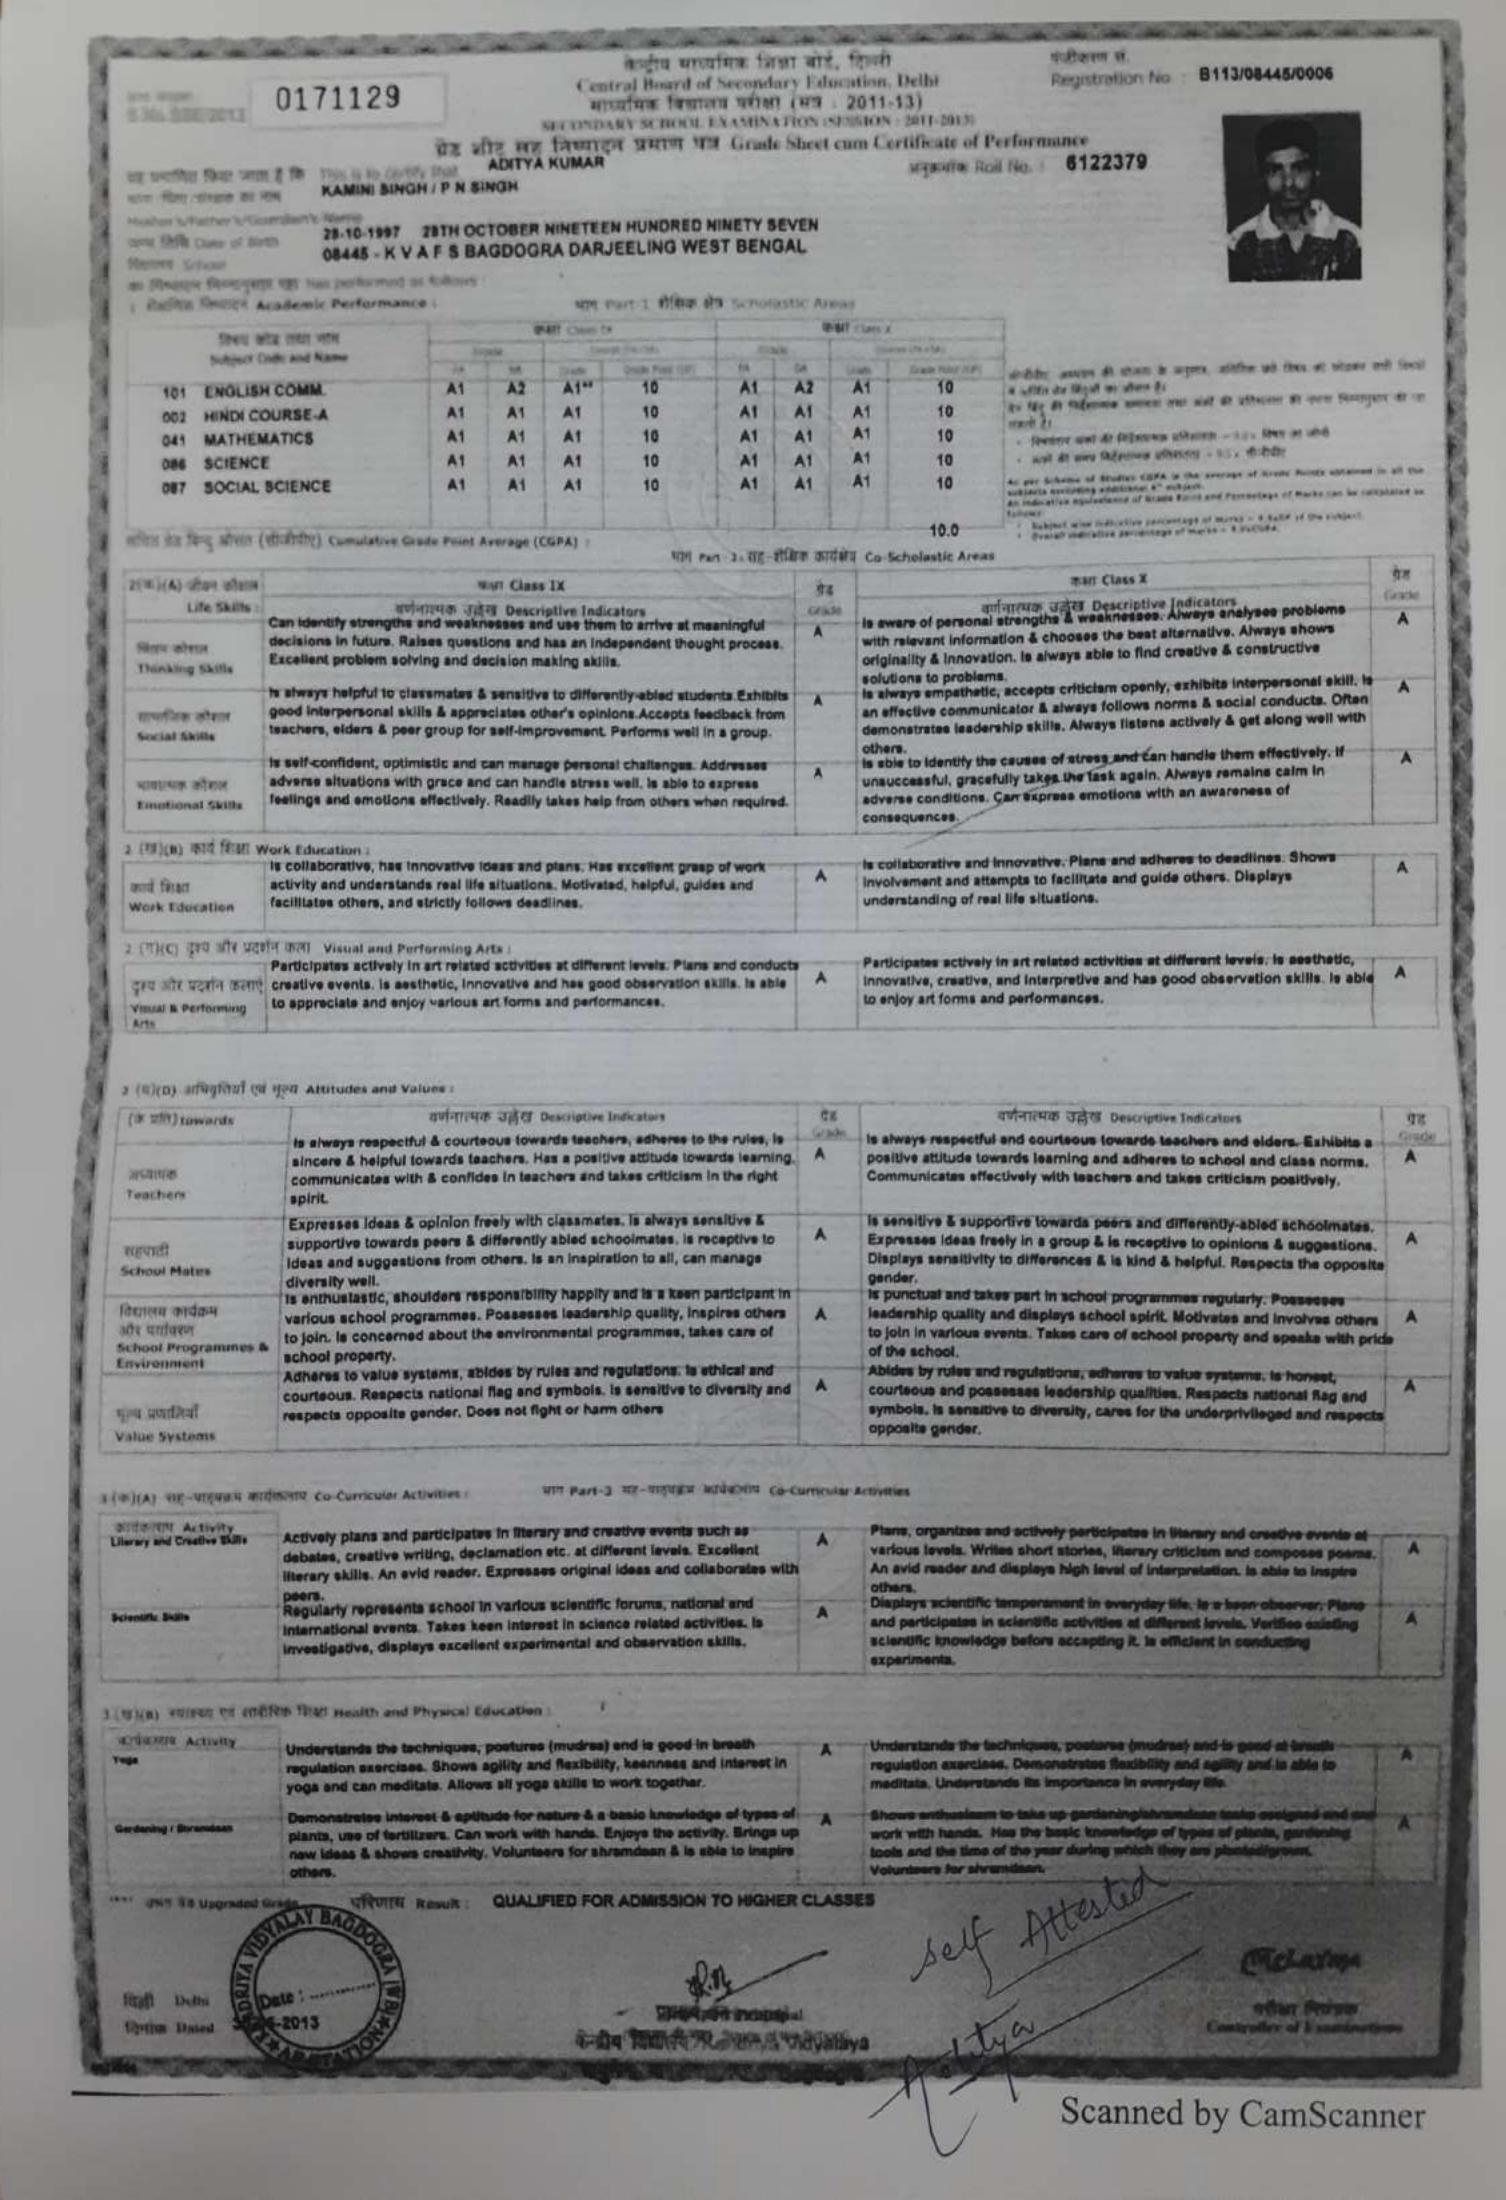 केन्द्रीय माध्यमिक शिक्षा बोर्ड, दिल्ली
Central Board of Secondary Education, Delhi
Registration No : B113/08445/0006
0171129
माध्यमिक विद्यालय परीक्षा (सत्र : 2011-13)
SECONDARY SCHOOL EXAMINATION (SESSION : 2011-2013)
ग्रेड शीट सह निष्पादन प्रमाण पत्र Grade Sheet cum Certificate of Performance
यह प्रमाणित किया जाता है कि This is to certify that ADITYA KUMAR
अनुक्रमांक Roll No. : 6122379
KAMINI SINGH / P N SINGH
Mother's/Father's/Guardian's Name
Date of Birth 28-10-1997 28TH OCTOBER NINETEEN HUNDRED NINETY SEVEN
School 08445 - K V A F S BAGDOGRA DARJEELING WEST BENGAL
has performed as follows :
Academic Performance : भाग Part-1 शैक्षिक क्षेत्र Scholastic Areas
कक्षा Class IX कक्षा Class X
Subject Code and Name
101 ENGLISH COMM. A1 A2 A1** 10 A1 A2 A1 10
002 HINDI COURSE-A A1 A1 A1 10 A1 A1 A1 10
041 MATHEMATICS A1 A1 A1 10 A1 A1 A1 10
086 SCIENCE A1 A1 A1 10 A1 A1 A1 10
087 SOCIAL SCIENCE A1 A1 A1 10 A1 A1 A1 10
As per Scheme of Studies CGPA is the average of Grade Points obtained in all the
subjects excluding additional 6th subject.
An indicative equivalence of Grade Point and Percentage of Marks can be calculated as
follows:
Subject wise indicative percentage of marks = 9.5xGP of the subject.
Overall indicative percentage of marks = 9.5xCGPA.
Cumulative Grade Point Average (CGPA) : 10.0
भाग Part-2: सह-शैक्षिक कार्यक्षेत्र Co-Scholastic Areas
2(क)(A) जीवन कौशल कक्षा Class IX ग्रेड कक्षा Class X ग्रेड
Life Skills : वर्णनात्मक उल्लेख Descriptive Indicators Grade वर्णनात्मक उल्लेख Descriptive Indicators Grade
चिंतन कौशल
Thinking Skills
Can identify strengths and weaknesses and use them to arrive at meaningful
decisions in future. Raises questions and has an independent thought process.
Excellent problem solving and decision making skills.
A
Is aware of personal strengths & weaknesses. Always analyses problems
with relevant information & chooses the best alternative. Always shows
originality & innovation. Is always able to find creative & constructive
solutions to problems.
A
सामाजिक कौशल
Social Skills
Is always helpful to classmates & sensitive to differently-abled students.Exhibits
good interpersonal skills & appreciates other's opinions.Accepts feedback from
teachers, elders & peer group for self-improvement. Performs well in a group.
A
Is always empathetic, accepts criticism openly, exhibits interpersonal skill. Is
an effective communicator & always follows norms & social conducts. Often
demonstrates leadership skills. Always listens actively & get along well with
others.
A
भावात्मक कौशल
Emotional Skills
Is self-confident, optimistic and can manage personal challenges. Addresses
adverse situations with grace and can handle stress well. Is able to express
feelings and emotions effectively. Readily takes help from others when required.
A
Is able to identify the causes of stress and can handle them effectively. If
unsuccessful, gracefully takes the task again. Always remains calm in
adverse conditions. Can express emotions with an awareness of
consequences.
A
2 (ख)(B) कार्य शिक्षा Work Education :
कार्य शिक्षा
Work Education
Is collaborative, has innovative ideas and plans. Has excellent grasp of work
activity and understands real life situations. Motivated, helpful, guides and
facilitates others, and strictly follows deadlines.
A
Is collaborative and innovative. Plans and adheres to deadlines. Shows
involvement and attempts to facilitate and guide others. Displays
understanding of real life situations.
A
2 (ग)(C) दृश्य और प्रदर्शन कला Visual and Performing Arts :
दृश्य और प्रदर्शन कलाएं
Visual & Performing
Arts
Participates actively in art related activities at different levels. Plans and conducts
creative events. Is aesthetic, innovative and has good observation skills. Is able
to appreciate and enjoy various art forms and performances.
A
Participates actively in art related activities at different levels. Is aesthetic,
innovative, creative, and interpretive and has good observation skills. Is able
to enjoy art forms and performances.
A
2 (घ)(D) अभिवृत्तियाँ एवं मूल्य Attitudes and Values :
(के प्रति) towards वर्णनात्मक उल्लेख Descriptive Indicators ग्रेड Grade वर्णनात्मक उल्लेख Descriptive Indicators ग्रेड Grade
अध्यापक
Teachers
Is always respectful & courteous towards teachers, adheres to the rules, is
sincere & helpful towards teachers. Has a positive attitude towards learning,
communicates with & confides in teachers and takes criticism in the right
spirit.
A
Is always respectful and courteous towards teachers and elders. Exhibits a
positive attitude towards learning and adheres to school and class norms.
Communicates effectively with teachers and takes criticism positively.
A
सहपाठी
School Mates
Expresses ideas & opinion freely with classmates. Is always sensitive &
supportive towards peers & differently abled schoolmates. Is receptive to
ideas and suggestions from others. Is an inspiration to all, can manage
diversity well.
A
Is sensitive & supportive towards peers and differently-abled schoolmates.
Expresses ideas freely in a group & is receptive to opinions & suggestions.
Displays sensitivity to differences & is kind & helpful. Respects the opposite
gender.
A
विद्यालय कार्यक्रम
और पर्यावरण
School Programmes &
Environment
Is enthusiastic, shoulders responsibility happily and is a keen participant in
various school programmes. Possesses leadership quality, inspires others
to join. Is concerned about the environmental programmes, takes care of
school property.
A
Is punctual and takes part in school programmes regularly. Possesses
leadership quality and displays school spirit. Motivates and involves others
to join in various events. Takes care of school property and speaks with pride
of the school.
A
मूल्य प्रणालियाँ
Value Systems
Adheres to value systems, abides by rules and regulations. Is ethical and
courteous. Respects national flag and symbols. Is sensitive to diversity and
respects opposite gender. Does not fight or harm others
A
Abides by rules and regulations, adheres to value systems. Is honest,
courteous and possesses leadership qualities. Respects national flag and
symbols. Is sensitive to diversity, cares for the underprivileged and respects
opposite gender.
A
3 (क)(A) सह-पाठ्यक्रम कार्यकलाप Co-Curricular Activities : भाग Part-3 सह-पाठ्यक्रम कार्यकलाप Co-Curricular Activities
कार्यकलाप Activity
Literary and Creative Skills
Actively plans and participates in literary and creative events such as
debates, creative writing, declamation etc. at different levels. Excellent
literary skills. An avid reader. Expresses original ideas and collaborates with
peers.
A
Plans, organizes and actively participates in literary and creative events at
various levels. Writes short stories, literary criticism and composes poems.
An avid reader and displays high level of interpretation. Is able to inspire
others.
A
Scientific Skills
Regularly represents school in various scientific forums, national and
international events. Takes keen interest in science related activities. Is
investigative, displays excellent experimental and observation skills.
A
Displays scientific temperament in everyday life. Is a keen observer. Plans
and participates in scientific activities at different levels. Verifies existing
scientific knowledge before accepting it. Is efficient in conducting
experiments.
A
3 (ख)(B) स्वास्थ्य एवं शारीरिक शिक्षा Health and Physical Education :
कार्यकलाप Activity
Yoga
Understands the techniques, postures (mudras) and is good in breath
regulation exercises. Shows agility and flexibility, keenness and interest in
yoga and can meditate. Allows all yoga skills to work together.
A
Understands the techniques, postures (mudras) and is good at breath
regulation exercises. Demonstrates flexibility and agility and is able to
meditate. Understands its importance in everyday life.
A
Gardening / Shramdaan
Demonstrates interest & aptitude for nature & a basic knowledge of types of
plants, use of fertilizers. Can work with hands. Enjoys the activity. Brings up
new ideas & shows creativity. Volunteers for shramdaan & is able to inspire
others.
A
Shows enthusiasm to take up gardening/shramdaan tasks assigned and can
work with hands. Has the basic knowledge of types of plants, gardening
tools and the time of the year during which they are planted/grown.
Volunteers for shramdaan.
A
Upgraded Grade परिणाम Result : QUALIFIED FOR ADMISSION TO HIGHER CLASSES
Self Attested
KENDRIYA VIDYALAY BAGDOGRA (WB)
Date :
दिल्ली Delhi
दिनांक Dated -2013
Principal
केन्द्रीय Vidyalaya
Aditya
Controller of Examinations
Scanned by CamScanner